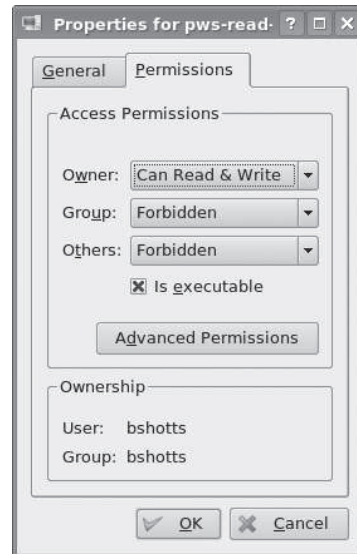 Properties for pws-read-
General Permissions
Access Permissions
Owner: Can Read & Write
Group: Forbidden
Others: Forbidden
Is executable
Advanced Permissions
Ownership
User: bshotts
Group: bshotts
OK Cancel